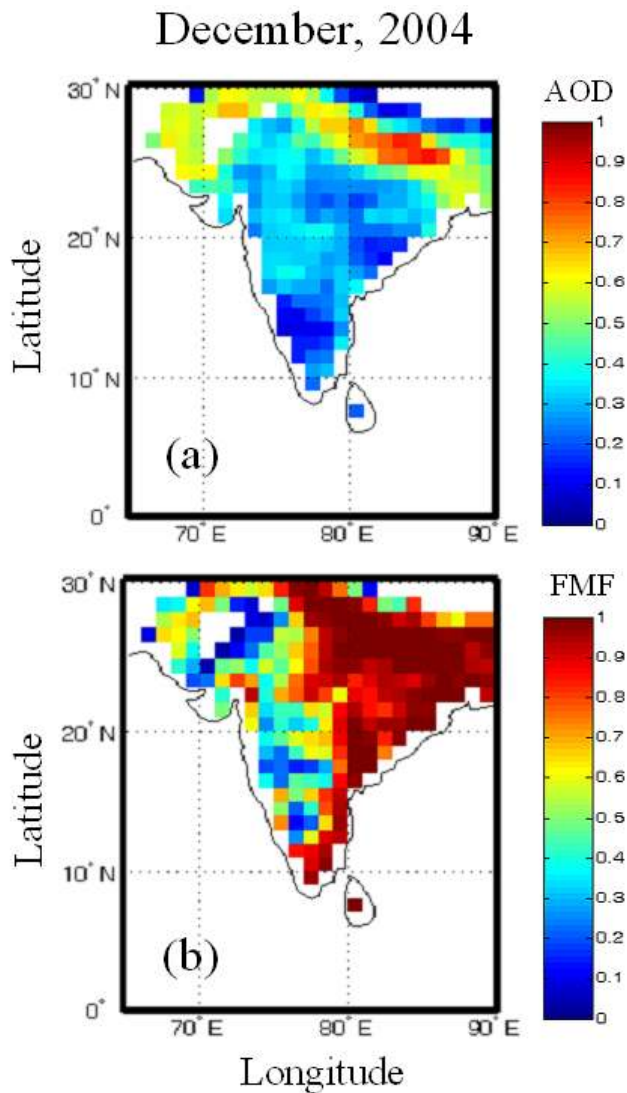 December, 2004
AOD
30° N
20° N
10° N
0°
70° E
80° E
90° E
Latitude
(a)
1
0.9
0.8
0.7
0.6
0.5
0.4
0.3
0.2
0.1
0
FMF
30° N
20° N
10° N
0°
70° E
80° E
90° E
Latitude
(b)
1
0.9
0.8
0.7
0.6
0.5
0.4
0.3
0.2
0.1
0
Longitude